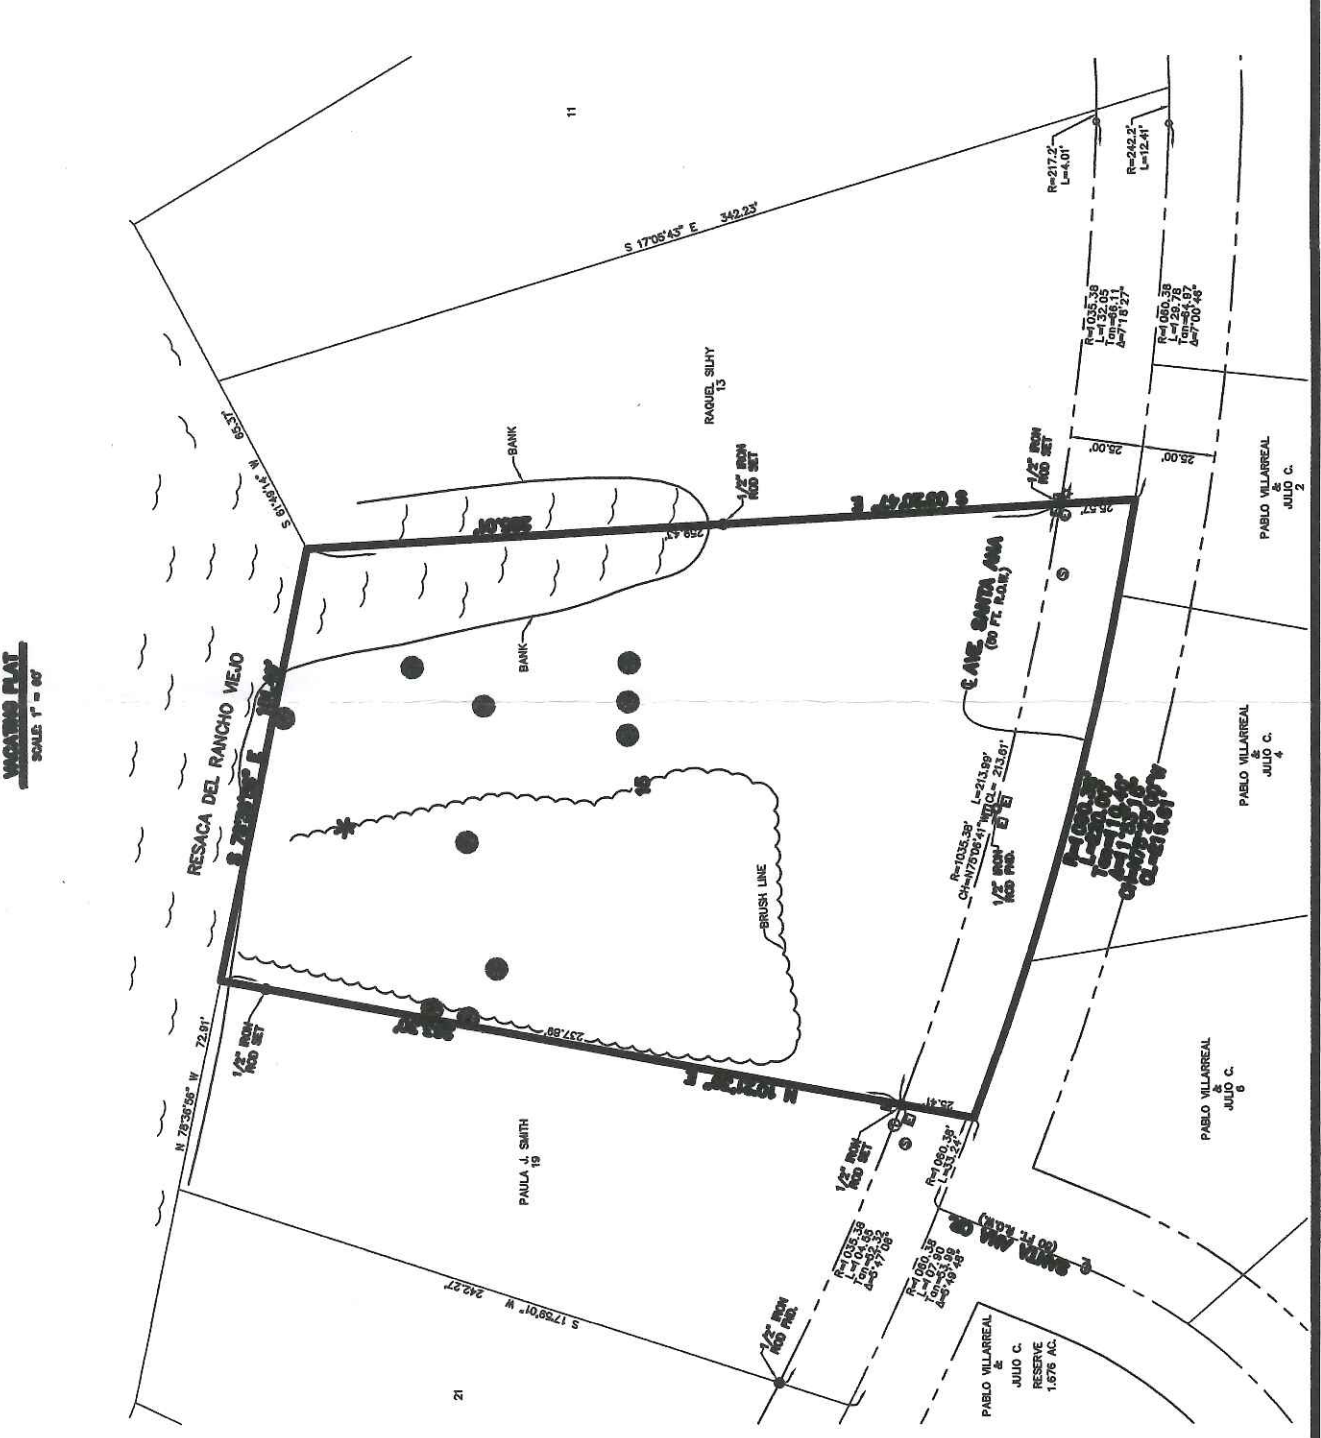 VACATING PLAT
SCALE: 1" = 60'
11
S 17°05'43" E 342.23'
R=217.2'
L=4.01'
R=242.2'
L=12.41'
R=1035.38
L=132.05
Tan=66.11
Δ=7°18'27"
R=1060.38
L=129.78
Tan=64.97
Δ=7°00'46"
S 61°49'14" W 65.37'
RAQUEL SILHY
13
BANK
1/2" IRON
ROD SET
1/2" IRON
ROD SET
259.43'
25.57'
25.00'
25.00'
PABLO VILLARREAL
&
JULIO C.
2
BANK
RESACA DEL RANCHO VIEJO
℄ AVE. SANTA ANA
(50 FT. R.O.W.)
PABLO VILLARREAL
&
JULIO C.
4
15
R=1035.38' L=213.99'
CH=N75°06'41"W CL= 213.61'
1/2" IRON
ROD FND.
E
E
BRUSH LINE
237.89'
25.41'
E
S
S
1/2" IRON
ROD SET
N 78°36'56" W 72.91'
PAULA J. SMITH
19
1/2" IRON
ROD SET
R=1060.38'
L=33.24'
PABLO VILLARREAL
&
JULIO C.
6
SANTA ANA CR.
(50 FT. R.O.W.)
R=1035.38
L=104.66
Tan=52.32
Δ=5°47'08"
R=1060.38
L=107.90
Tan=53.99
Δ=5°49'48"
S 17°59'01" W 242.27'
1/2" IRON
ROD FND.
21
PABLO VILLARREAL
&
JULIO C.
RESERVE
1.676 AC.